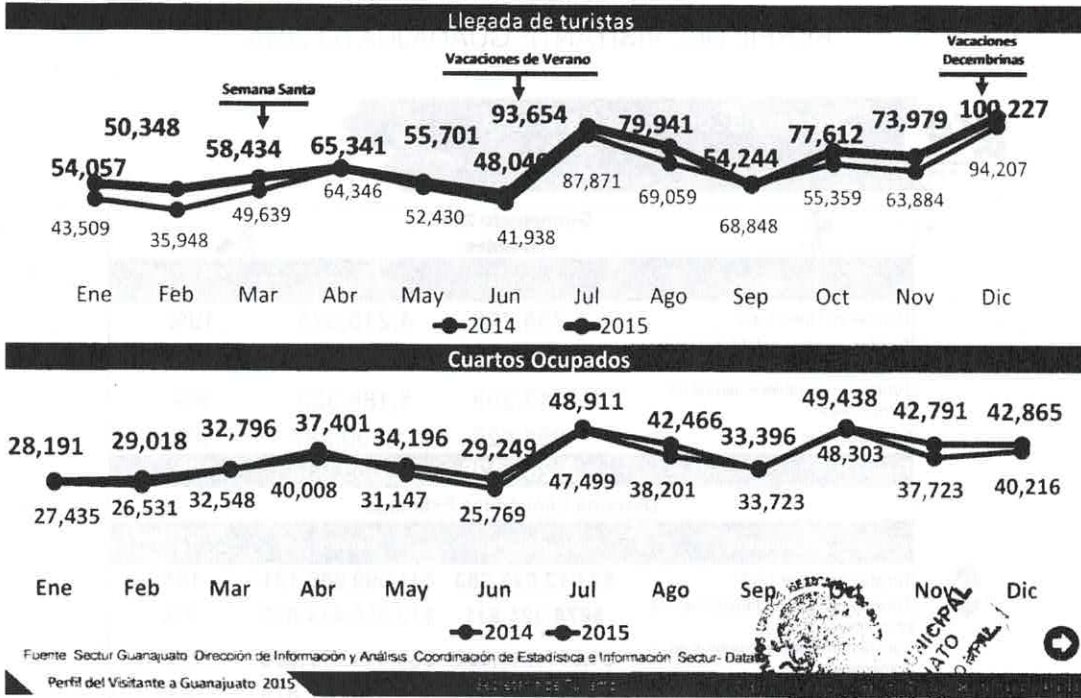 Llegada de turistas
Vacaciones de Verano
Vacaciones
Decembrinas
Semana Santa
54,057 50,348 58,434 65,341 55,701 48,040 93,654 79,941 54,244 77,612 73,979 100,227
43,509 35,948 49,639 64,346 52,430 41,938 87,871 69,059 68,848 55,359 63,884 94,207
Ene Feb Mar Abr May Jun Jul Ago Sep Oct Nov Dic
2014 2015
Cuartos Ocupados
28,191 29,018 32,796 37,401 34,196 29,249 48,911 42,466 33,396 49,438 42,791 42,865
27,435 26,531 32,548 40,008 31,147 25,769 47,499 38,201 33,723 48,303 37,723 40,216
Ene Feb Mar Abr May Jun Jul Ago Sep Oct Nov Dic
2014 2015
Fuente Sectur Guanajuato Dirección de Información y Análisis Coordinación de Estadística e Información Sectur- Data
Perfil del Visitante a Guanajuato 2015